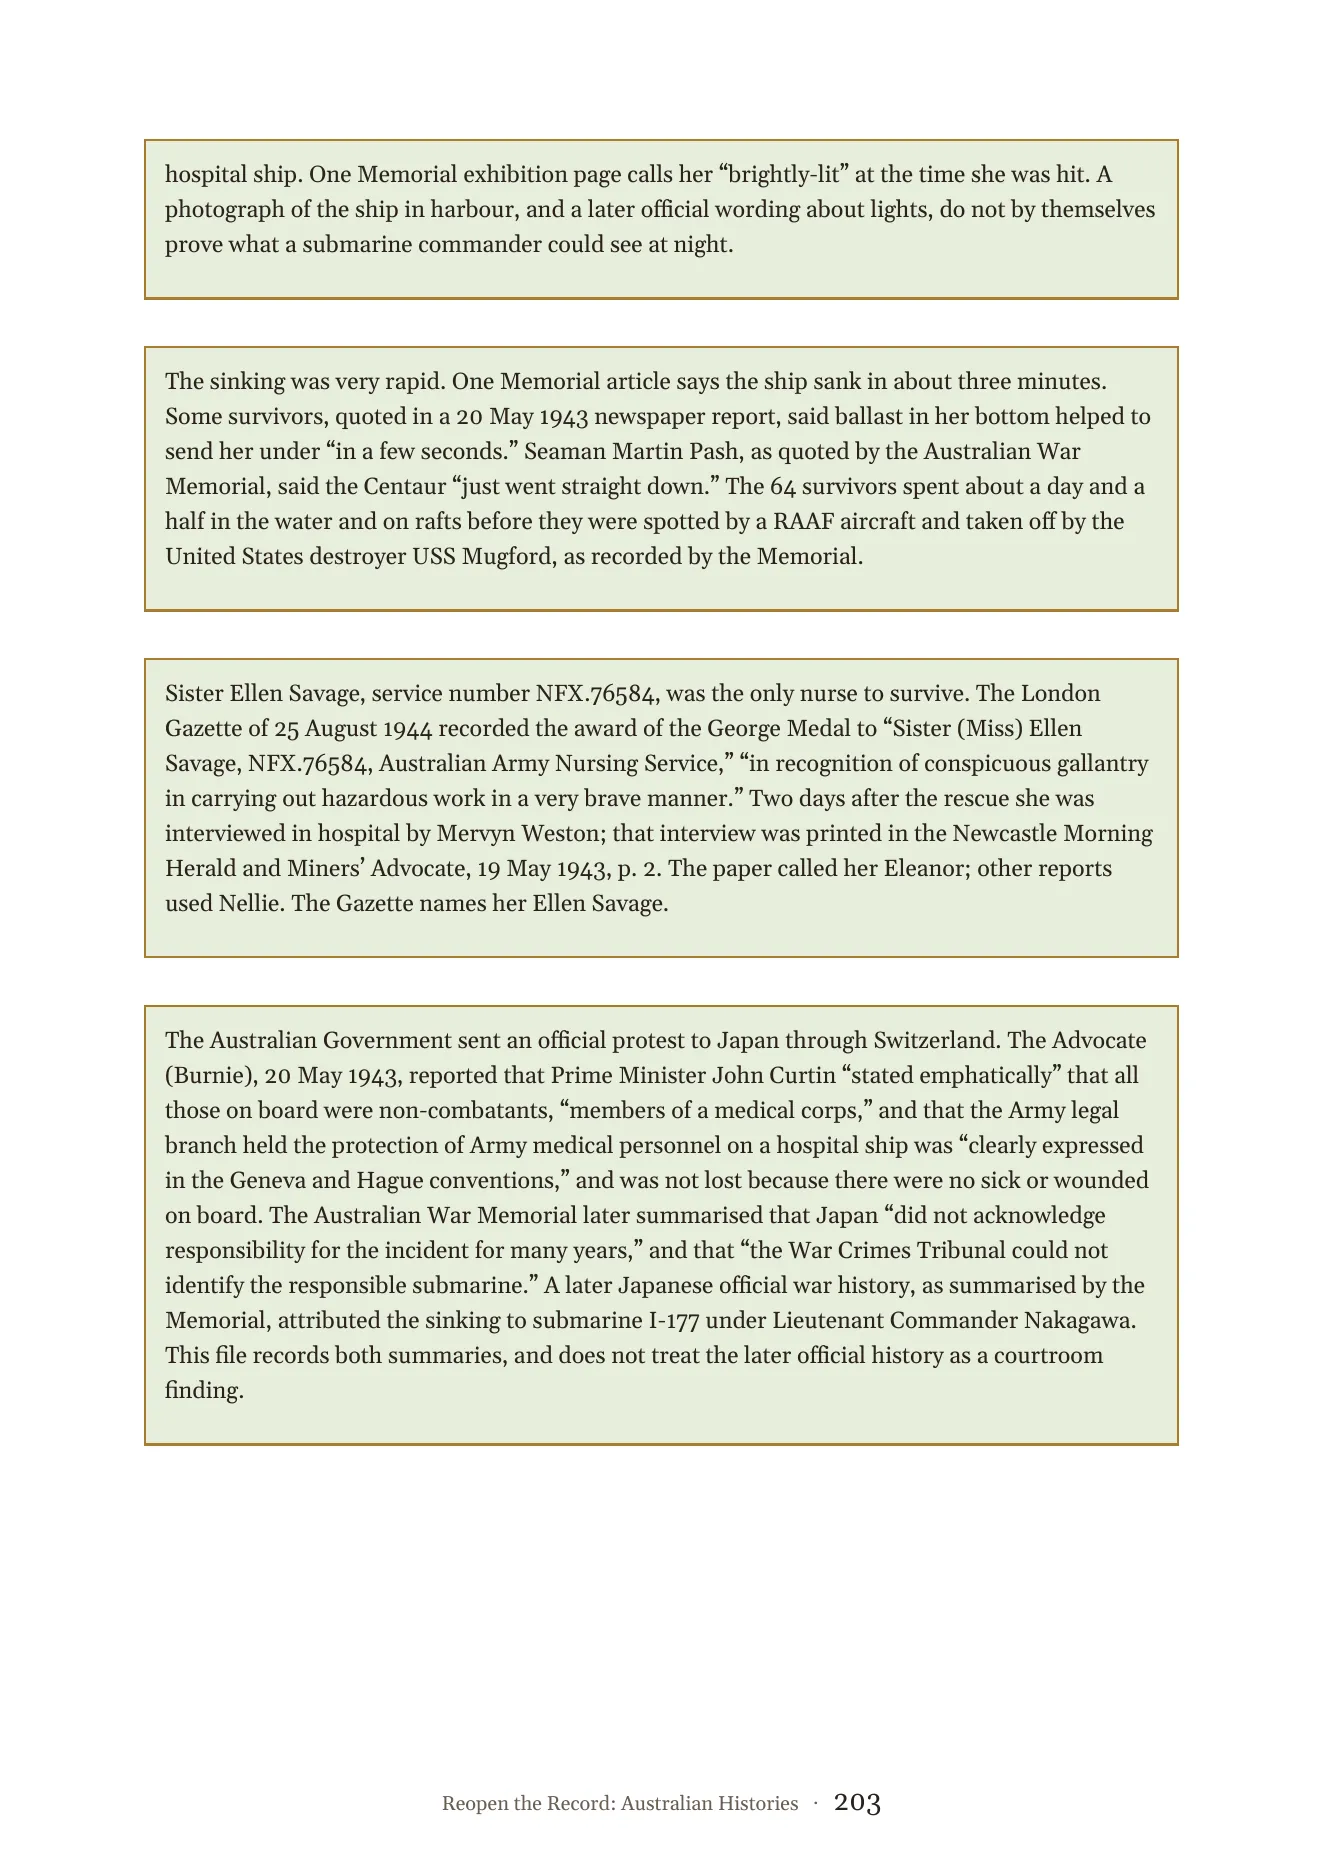 hospital ship. One Memorial exhibition page calls her “brightly-lit” at the time she was hit. A
photograph of the ship in harbour, and a later official wording about lights, do not by themselves
prove what a submarine commander could see at night.
The sinking was very rapid. One Memorial article says the ship sank in about three minutes.
Some survivors, quoted in a 20 May 1943 newspaper report, said ballast in her bottom helped to
send her under “in a few seconds.” Seaman Martin Pash, as quoted by the Australian War
Memorial, said the Centaur “just went straight down.” The 64 survivors spent about a day and a
half in the water and on rafts before they were spotted by a RAAF aircraft and taken off by the
United States destroyer USS Mugford, as recorded by the Memorial.
Sister Ellen Savage, service number NFX.76584, was the only nurse to survive. The London
Gazette of 25 August 1944 recorded the award of the George Medal to “Sister (Miss) Ellen
Savage, NFX.76584, Australian Army Nursing Service,” “in recognition of conspicuous gallantry
in carrying out hazardous work in a very brave manner.” Two days after the rescue she was
interviewed in hospital by Mervyn Weston; that interview was printed in the Newcastle Morning
Herald and Miners’ Advocate, 19 May 1943, p. 2. The paper called her Eleanor; other reports
used Nellie. The Gazette names her Ellen Savage.
The Australian Government sent an official protest to Japan through Switzerland. The Advocate
(Burnie), 20 May 1943, reported that Prime Minister John Curtin “stated emphatically” that all
those on board were non-combatants, “members of a medical corps,” and that the Army legal
branch held the protection of Army medical personnel on a hospital ship was “clearly expressed
in the Geneva and Hague conventions,” and was not lost because there were no sick or wounded
on board. The Australian War Memorial later summarised that Japan “did not acknowledge
responsibility for the incident for many years,” and that “the War Crimes Tribunal could not
identify the responsible submarine.” A later Japanese official war history, as summarised by the
Memorial, attributed the sinking to submarine I-177 under Lieutenant Commander Nakagawa.
This file records both summaries, and does not treat the later official history as a courtroom
finding.
Reopen the Record: Australian Histories · 203